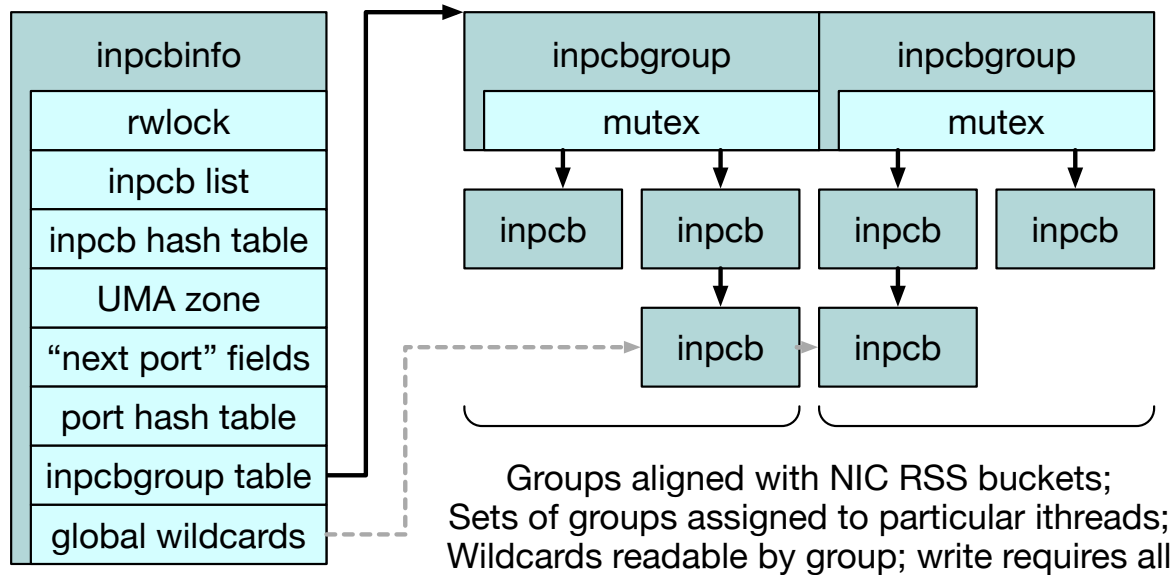 inpcbinfo
rwlock
inpcb list
inpcb hash table
UMA zone
“next port” fields
port hash table
inpcbgroup table
global wildcards
inpcbgroup
inpcbgroup
mutex
mutex
inpcb
inpcb
inpcb
inpcb
inpcb
inpcb
Groups aligned with NIC RSS buckets;
Sets of groups assigned to particular ithreads;
Wildcards readable by group; write requires all